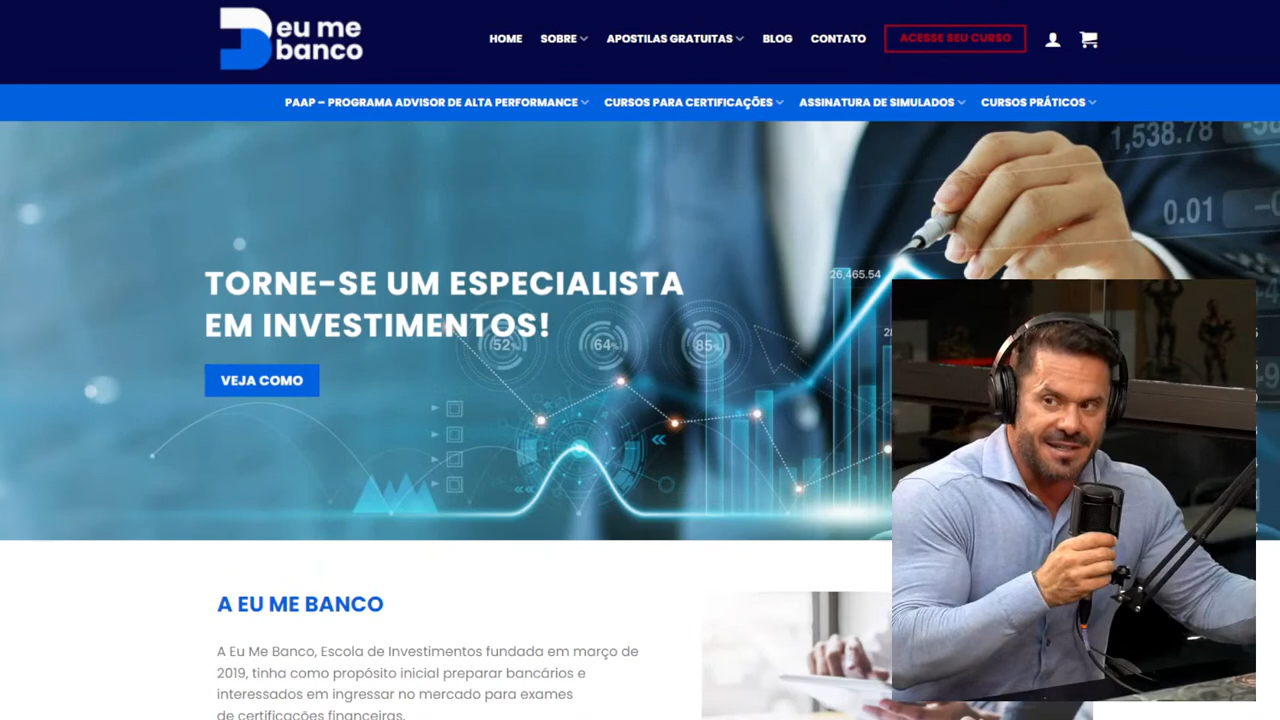 eu me
banco
HOME
SOBRE
APOSTILAS GRATUITAS
BLOG
CONTATO
ACESSE SEU CURSO
PAAP – PROGRAMA ADVISOR DE ALTA PERFORMANCE
CURSOS PARA CERTIFICAÇÕES
ASSINATURA DE SIMULADOS
CURSOS PRÁTICOS
1,538.78
0.01
26,465.54
TORNE-SE UM ESPECIALISTA
EM INVESTIMENTOS!
52%
64%
85%
VEJA COMO
A EU ME BANCO
A Eu Me Banco, Escola de Investimentos fundada em março de
2019, tinha como propósito inicial preparar bancários e
interessados em ingressar no mercado para exames
de certificações financeiras.